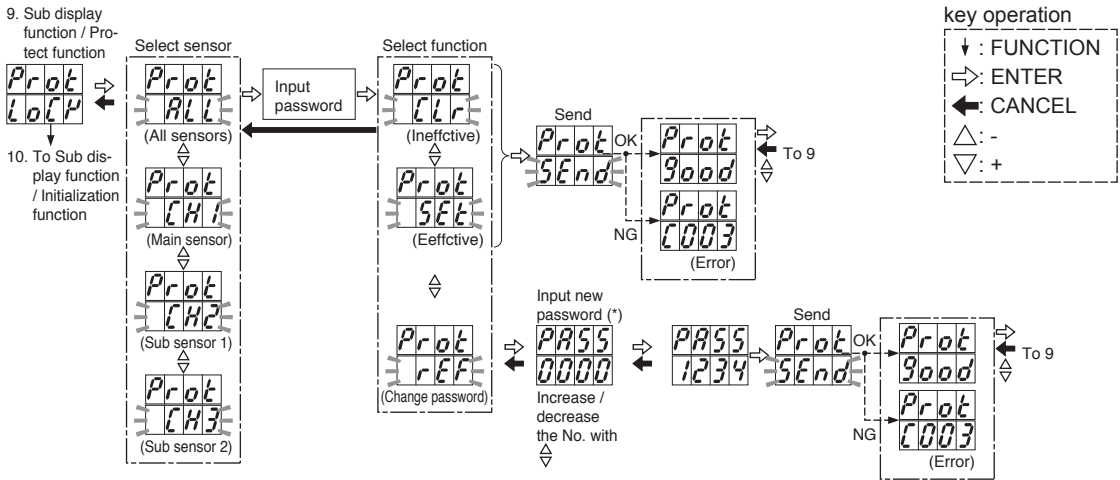 9. Sub display
function / Pro-
tect function
Prot
LoCK
10. To Sub dis-
play function
/ Initialization
function
Select sensor
Prot
ALL
(All sensors)
Prot
CH1
(Main sensor)
Prot
CH2
(Sub sensor 1)
Prot
CH3
(Sub sensor 2)
Input
password
Select function
Prot
CLr
(Ineffctive)
Prot
SEt
(Eeffctive)
Prot
rEF
(Change password)
Send
Prot
SEnd
OK
NG
Prot
good
Prot
C003
(Error)
To 9
Input new
password (*)
PASS
0000
Increase /
decrease
the No. with
PASS
1234
Send
Prot
SEnd
OK
NG
Prot
good
Prot
C003
(Error)
To 9
key operation
: FUNCTION
: ENTER
: CANCEL
: -
: +